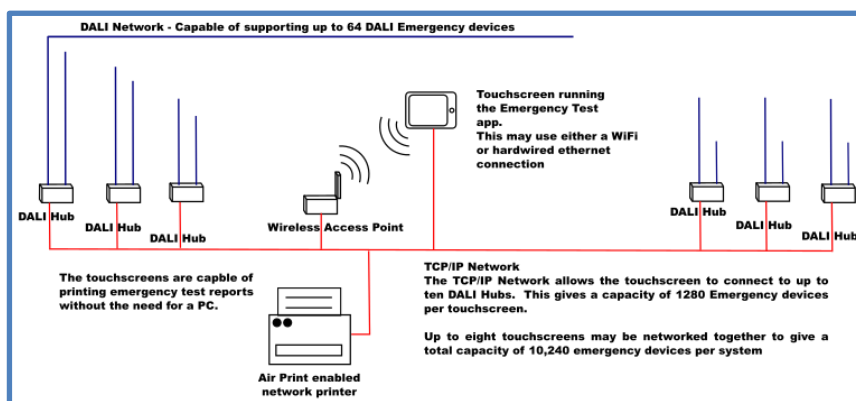 DALI Network - Capable of supporting up to 64 DALI Emergency devices
Touchscreen running
the Emergency Test
app.
This may use either a WiFi
or hardwired ethernet
connection
DALI Hub
DALI Hub
DALI Hub
Wireless Access Point
DALI Hub
DALI Hub
DALI Hub
The touchscreens are capable of
printing emergency test reports
without the need for a PC.
TCP/IP Network
The TCP/IP Network allows the touchscreen to connect to up to
ten DALI Hubs. This gives a capacity of 1280 Emergency devices
per touchscreen.
Up to eight touchscreens may be networked together to give a
total capacity of 10,240 emergency devices per system
Air Print enabled
network printer